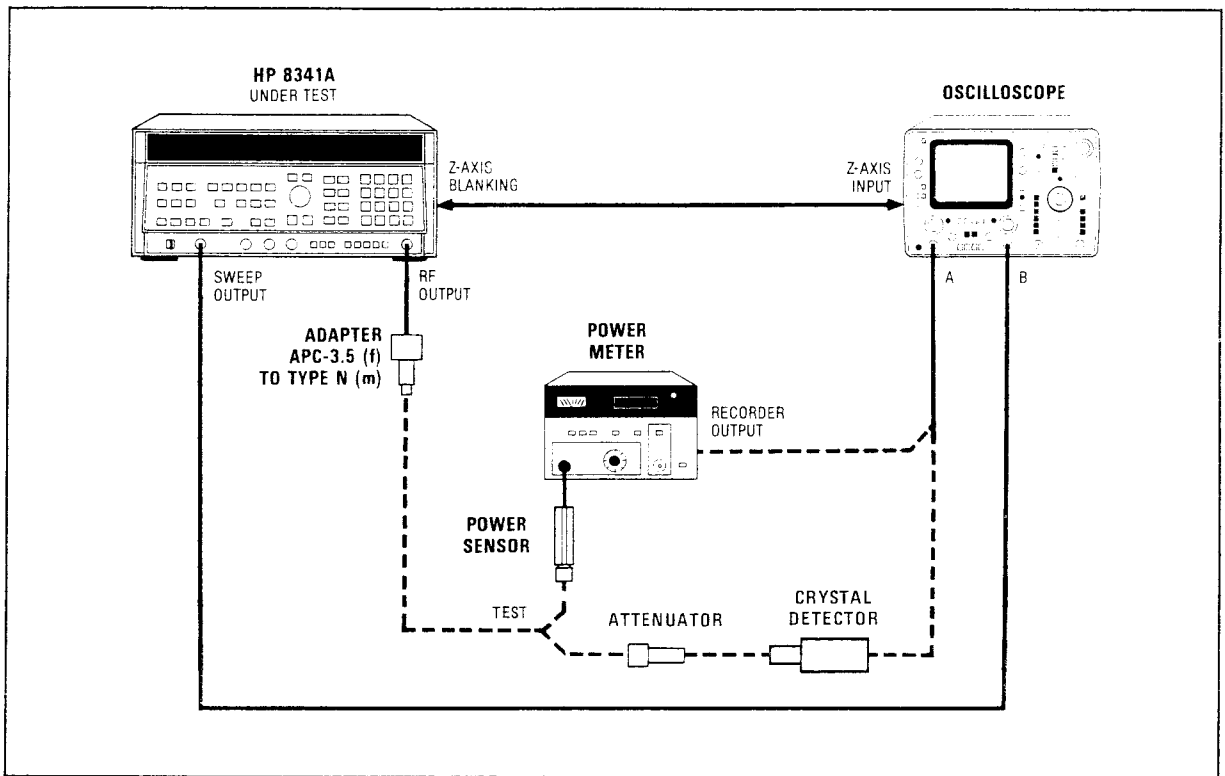 HP 8341A
UNDER TEST
OSCILLOSCOPE
Z-AXIS
BLANKING
Z-AXIS
INPUT
SWEEP
OUTPUT
RF
OUTPUT
A
B
ADAPTER
APC-3.5 (f)
TO TYPE N (m)
POWER
METER
RECORDER
OUTPUT
POWER
SENSOR
TEST
ATTENUATOR
CRYSTAL
DETECTOR